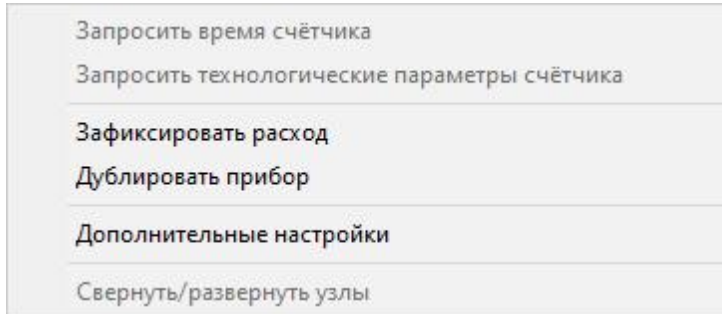 Запросить время счётчика
Запросить технологические параметры счётчика
Зафиксировать расход
Дублировать прибор
Дополнительные настройки
Свернуть/развернуть узлы